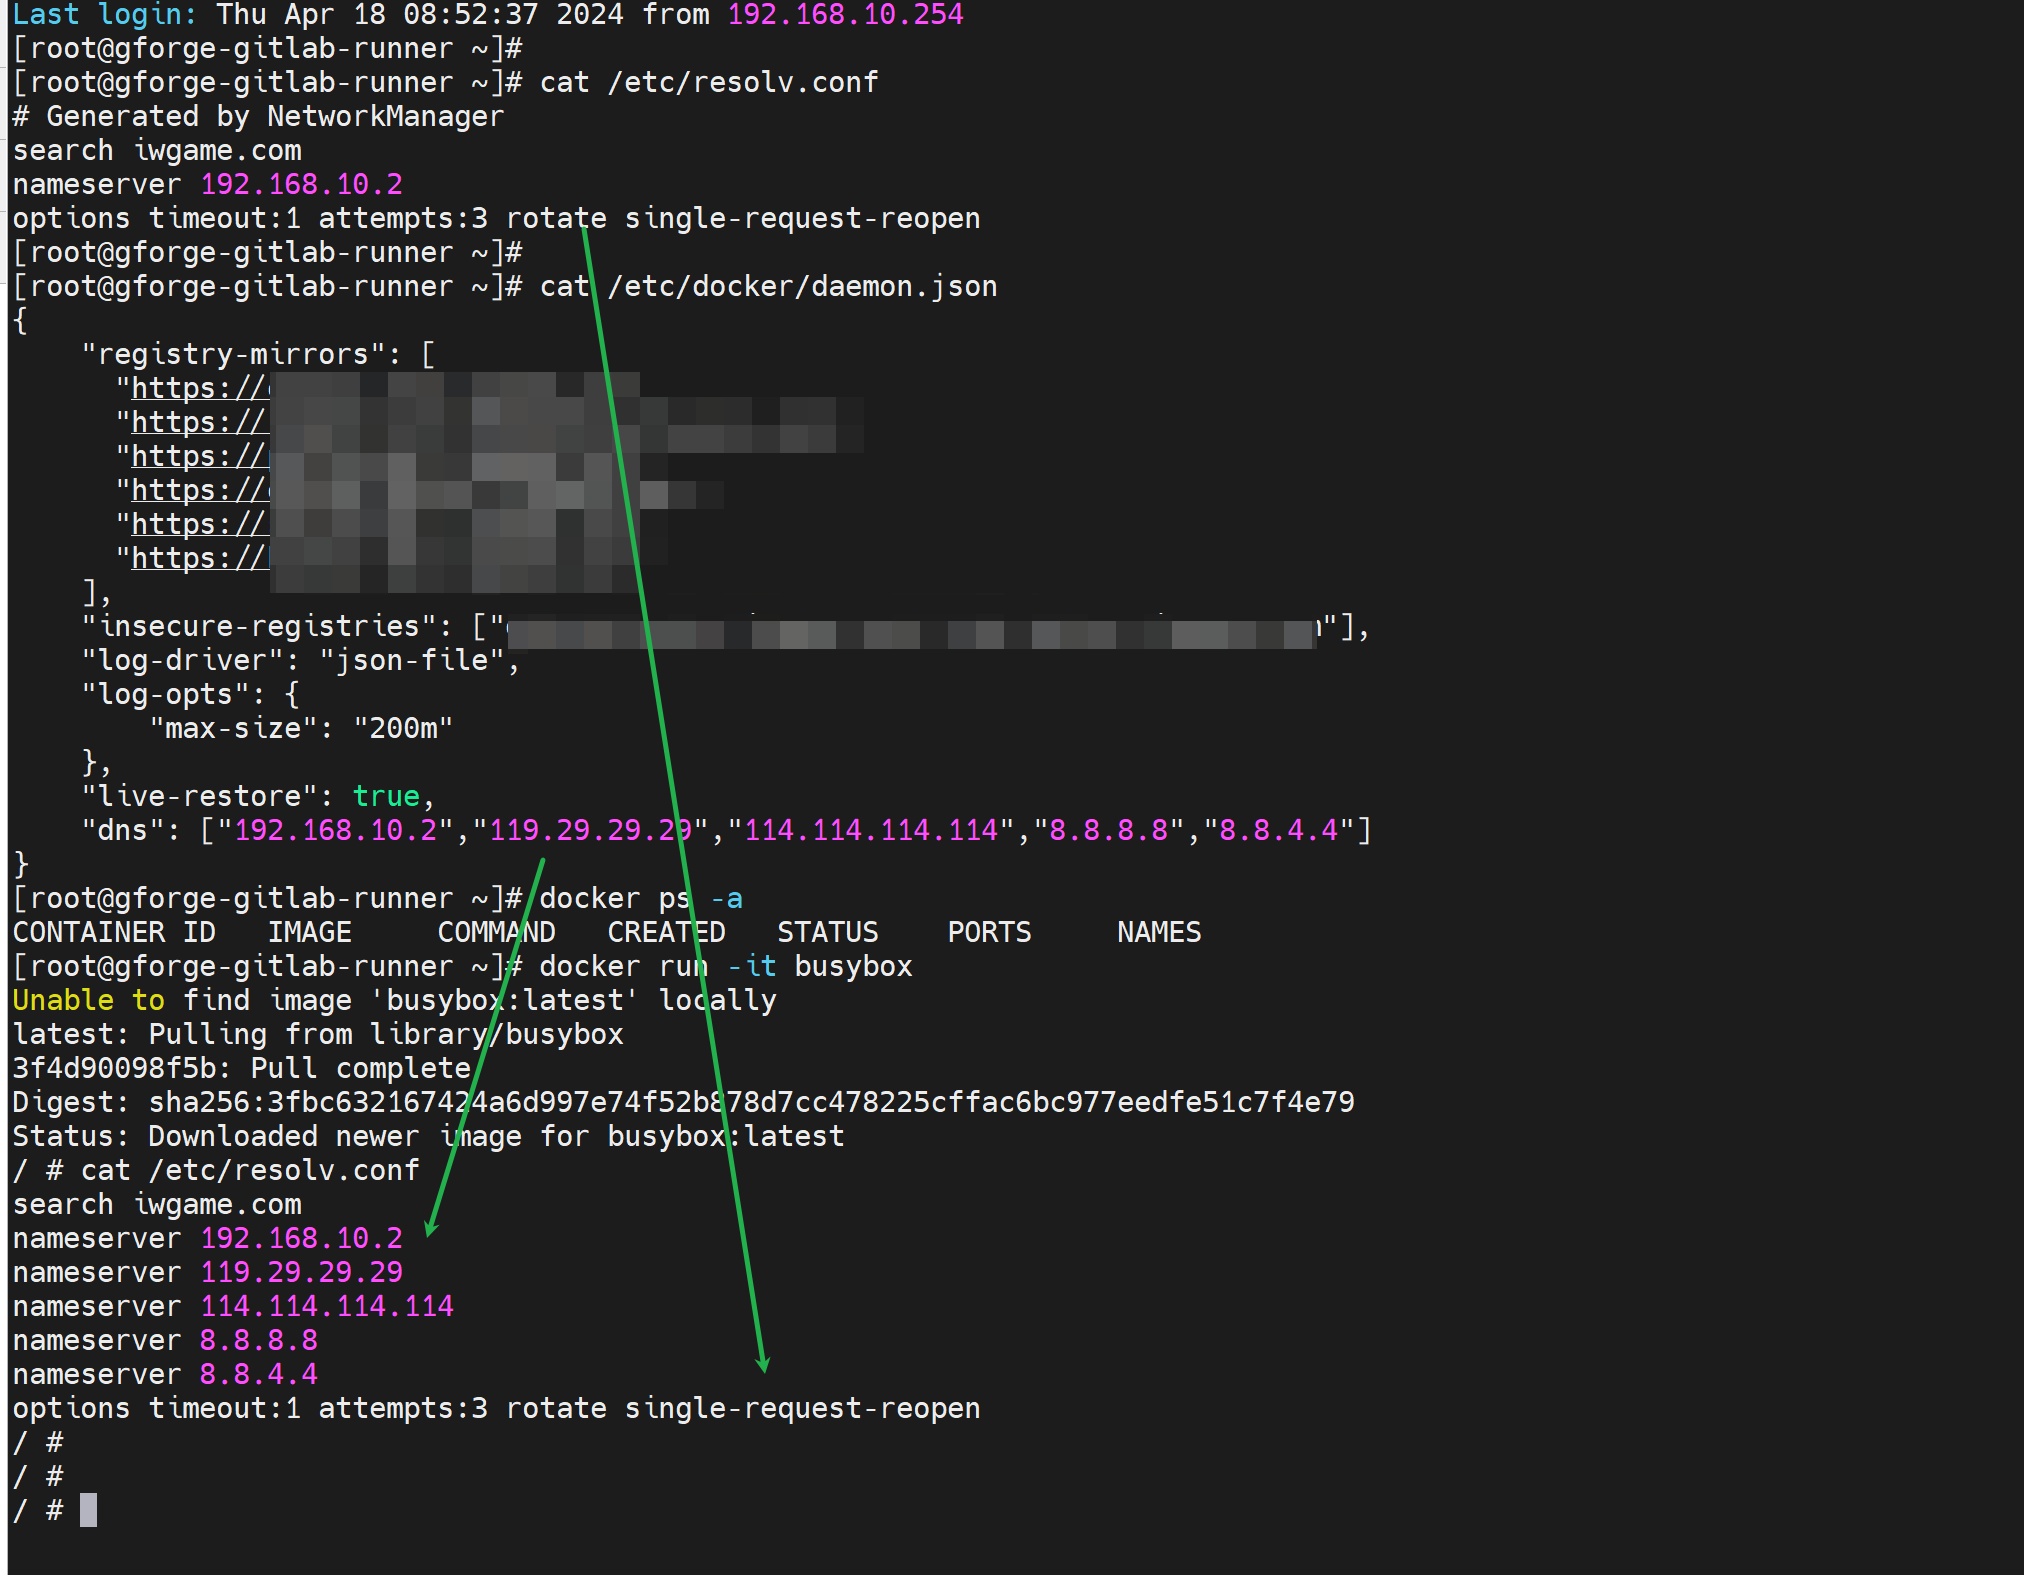 Last login: Thu Apr 18 08:52:37 2024 from 192.168.10.254
[root@gforge-gitlab-runner ~]#
[root@gforge-gitlab-runner ~]# cat /etc/resolv.conf
# Generated by NetworkManager
search iwgame.com
nameserver 192.168.10.2
options timeout:1 attempts:3 rotate single-request-reopen
[root@gforge-gitlab-runner ~]#
[root@gforge-gitlab-runner ~]# cat /etc/docker/daemon.json
{
    "registry-mirrors": [
      "https://
      "https://
      "https://
      "https://
      "https://
      "https://
    ],
    "insecure-registries": ["
"],
    "log-driver": "json-file",
    "log-opts": {
        "max-size": "200m"
    },
    "live-restore": true,
    "dns": ["192.168.10.2","119.29.29.29","114.114.114.114","8.8.8.8","8.8.4.4"]
}
[root@gforge-gitlab-runner ~]# docker ps -a
CONTAINER ID   IMAGE     COMMAND   CREATED   STATUS    PORTS     NAMES
[root@gforge-gitlab-runner ~]# docker run -it busybox
Unable to find image 'busybox:latest' locally
latest: Pulling from library/busybox
3f4d90098f5b: Pull complete
Digest: sha256:3fbc632167424a6d997e74f52b878d7cc478225cffac6bc977eedfe51c7f4e79
Status: Downloaded newer image for busybox:latest
/ # cat /etc/resolv.conf
search iwgame.com
nameserver 192.168.10.2
nameserver 119.29.29.29
nameserver 114.114.114.114
nameserver 8.8.8.8
nameserver 8.8.4.4
options timeout:1 attempts:3 rotate single-request-reopen
/ #
/ #
/ #